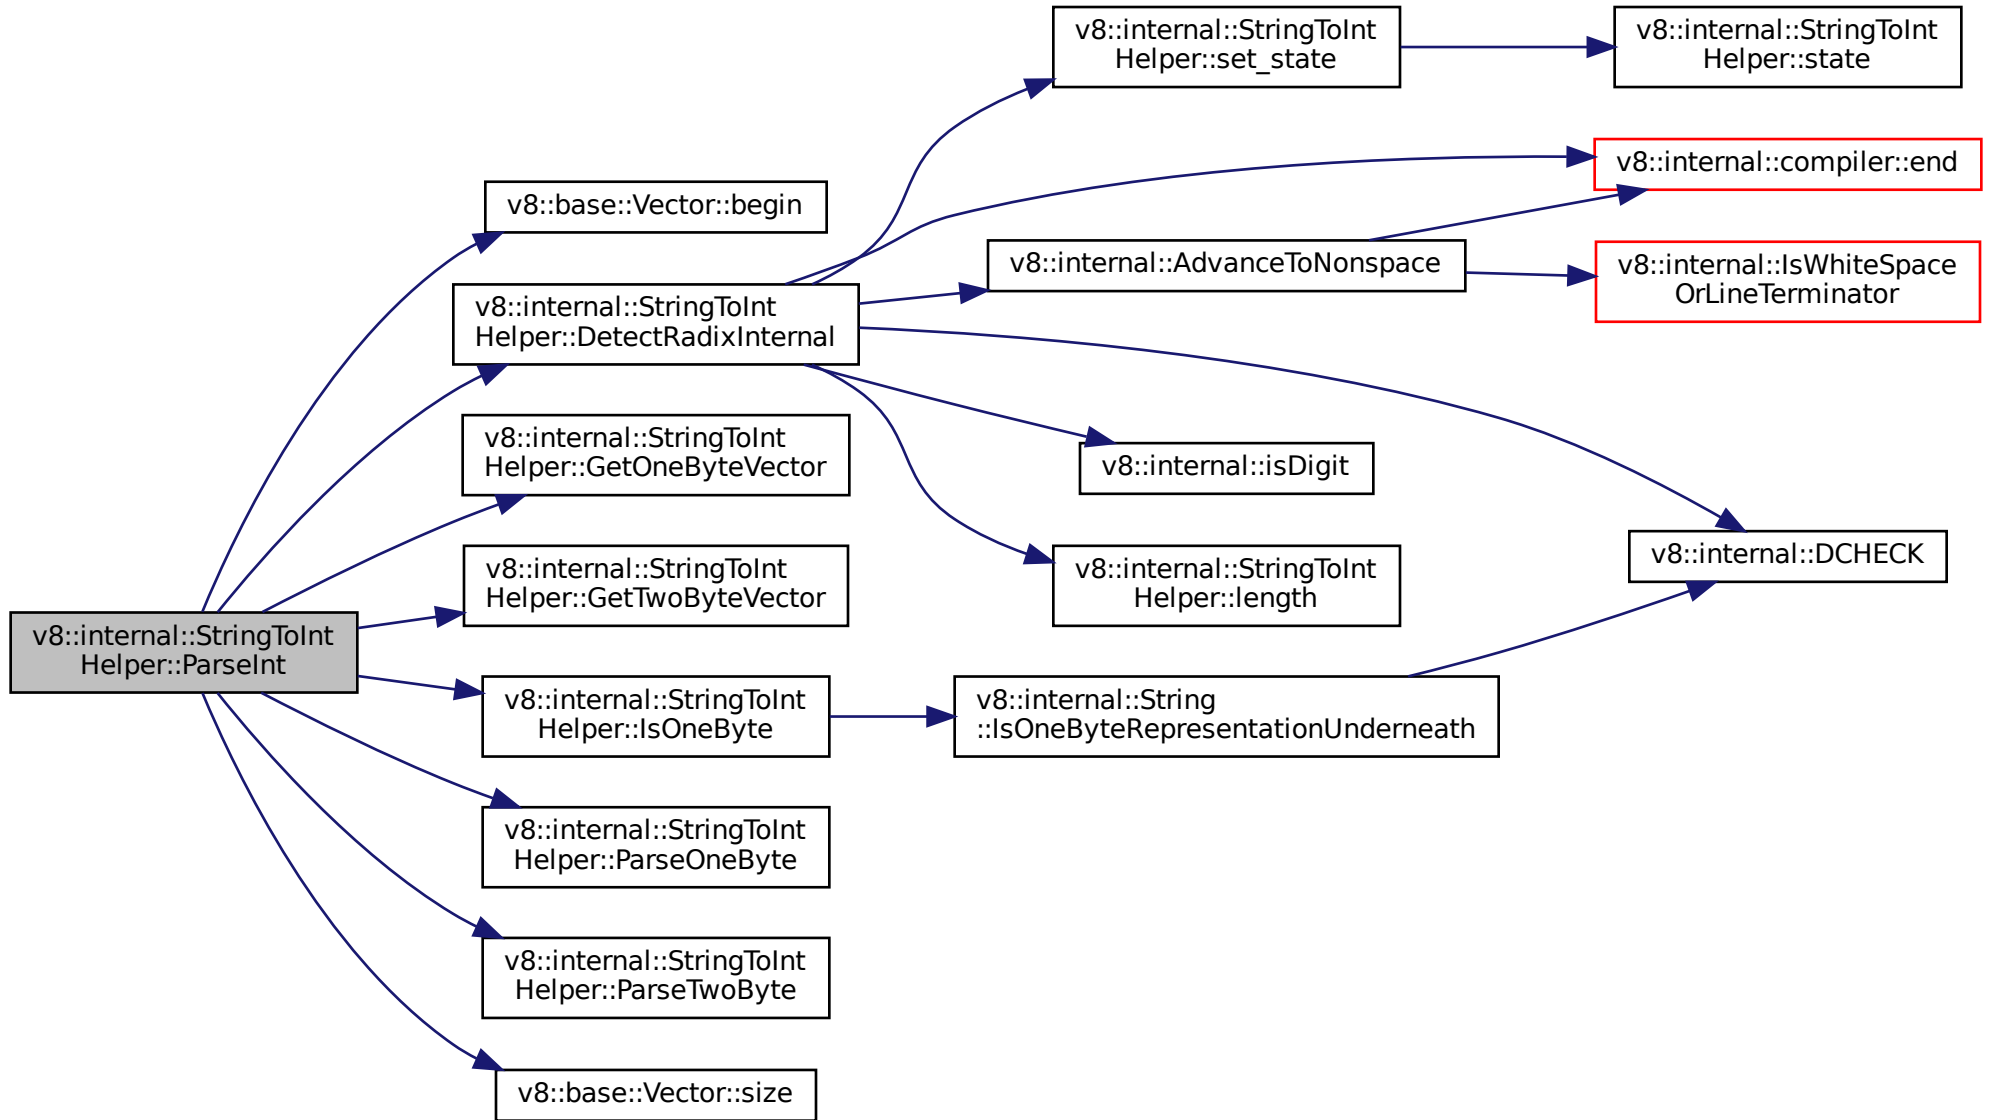 v8::internal::StringToInt
Helper::ParseInt
v8::base::Vector::begin
v8::internal::StringToInt
Helper::DetectRadixInternal
v8::internal::StringToInt
Helper::GetOneByteVector
v8::internal::StringToInt
Helper::GetTwoByteVector
v8::internal::StringToInt
Helper::IsOneByte
v8::internal::StringToInt
Helper::ParseOneByte
v8::internal::StringToInt
Helper::ParseTwoByte
v8::base::Vector::size
v8::internal::StringToInt
Helper::set_state
v8::internal::AdvanceToNonspace
v8::internal::isDigit
v8::internal::StringToInt
Helper::length
v8::internal::String
::IsOneByteRepresentationUnderneath
v8::internal::StringToInt
Helper::state
v8::internal::compiler::end
v8::internal::IsWhiteSpace
OrLineTerminator
v8::internal::DCHECK